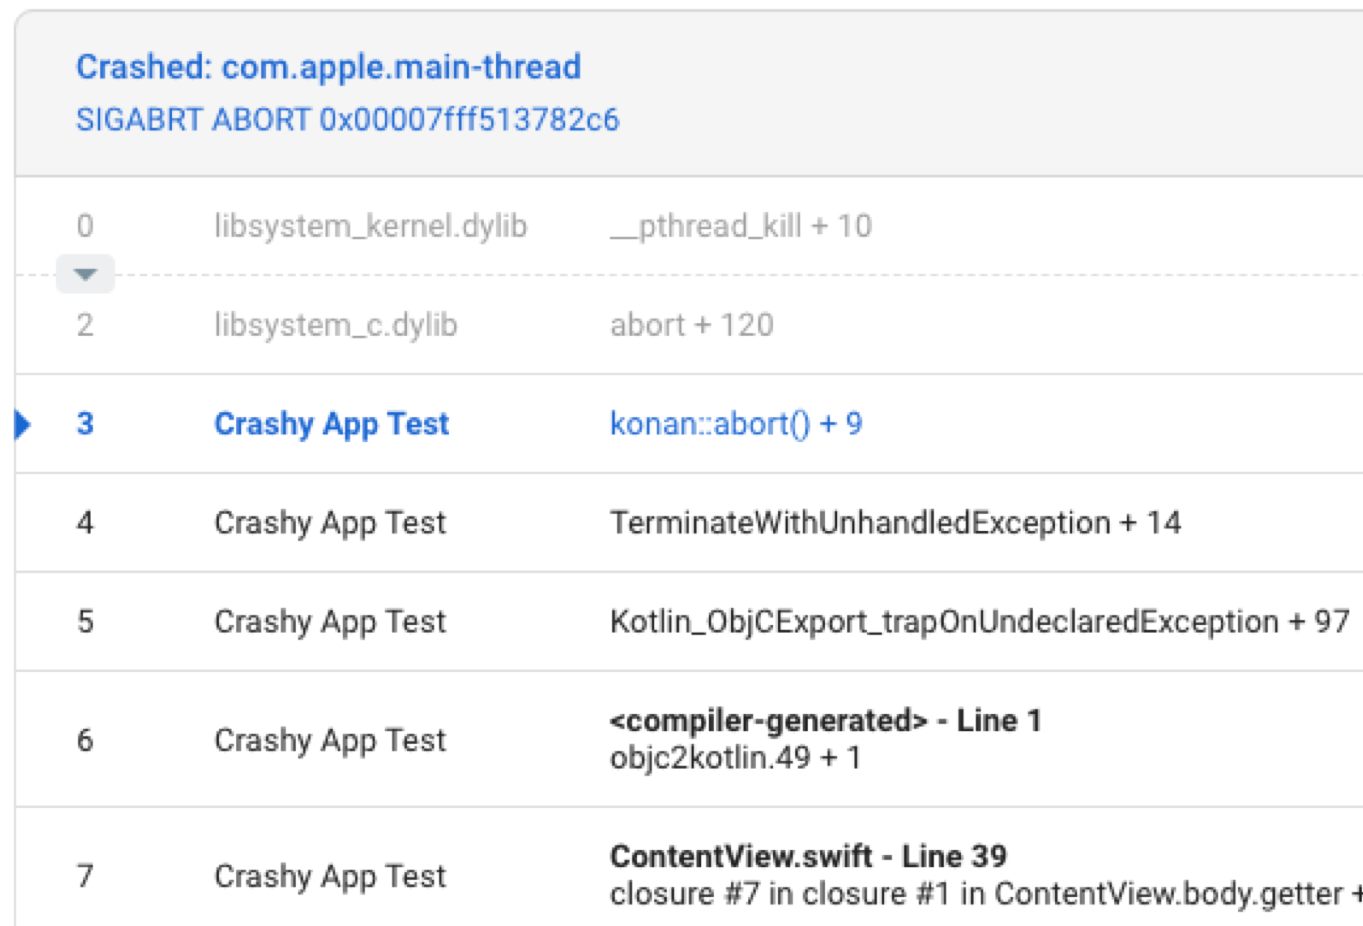 Crashed: com.apple.main-thread
SIGABRT ABORT 0x00007fff513782c6
0 libsystem_kernel.dylib __pthread_kill + 10
2 libsystem_c.dylib abort + 120
3 Crashy App Test konan::abort() + 9
4 Crashy App Test TerminateWithUnhandledException + 14
5 Crashy App Test Kotlin_ObjCExport_trapOnUndeclaredException + 97
6 Crashy App Test <compiler-generated> - Line 1
objc2kotlin.49 + 1
7 Crashy App Test ContentView.swift - Line 39
closure #7 in closure #1 in ContentView.body.getter +